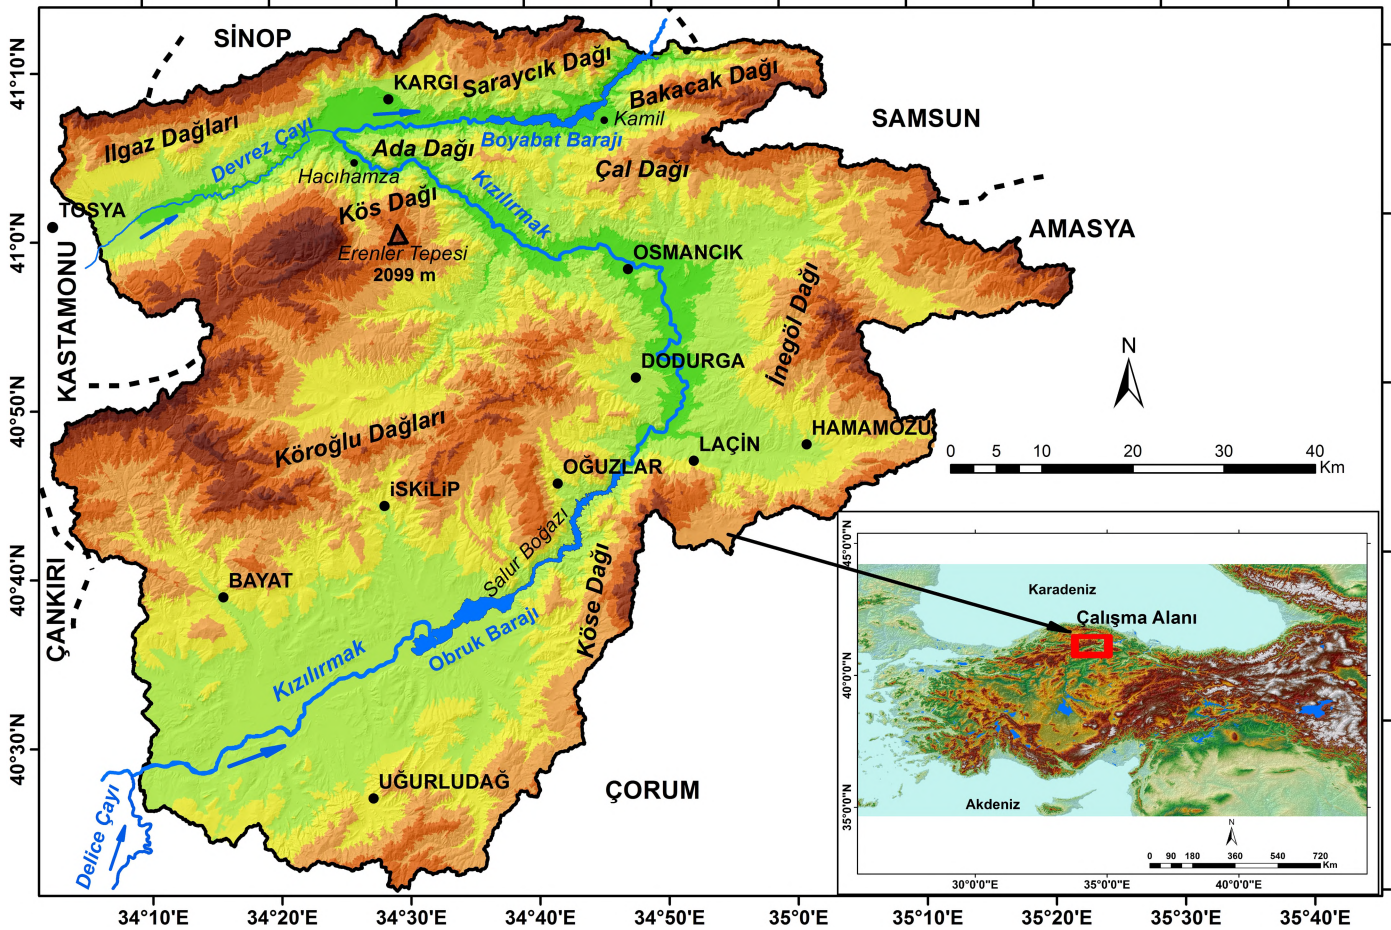 SİNOP
KARGI
Saraycık Dağı
Bakacak Dağı
Kamil
SAMSUN
Ilgaz Dağları
Devrez Çayı
Ada Dağı
Boyabat Barajı
Hacıhamza
Çal Dağı
Kızılırmak
TOSYA
Kös Dağı
AMASYA
Erenler Tepesi
2099 m
OSMANCIK
KASTAMONU
İnegöl Dağı
DODURGA
N
Köroğlu Dağları
HAMAMÖZÜ
LAÇİN
OĞUZLAR
İSKİLİP
0 5 10 20 30 40
Km
Salur Boğazı
ÇANKIRI
BAYAT
Köse Dağı
Obruk Barajı
Kızılırmak
UĞURLUDAĞ
ÇORUM
Delice Çayı
41°10'N
41°0'N
40°50'N
40°40'N
40°30'N
34°10'E 34°20'E 34°30'E 34°40'E 34°50'E 35°0'E 35°10'E 35°20'E 35°30'E 35°40'E
Karadeniz
Çalışma Alanı
Akdeniz
N
0 90 180 360 540 720
Km
45°0'0"N
40°0'0"N
35°0'0"N
30°0'0"E 35°0'0"E 40°0'0"E